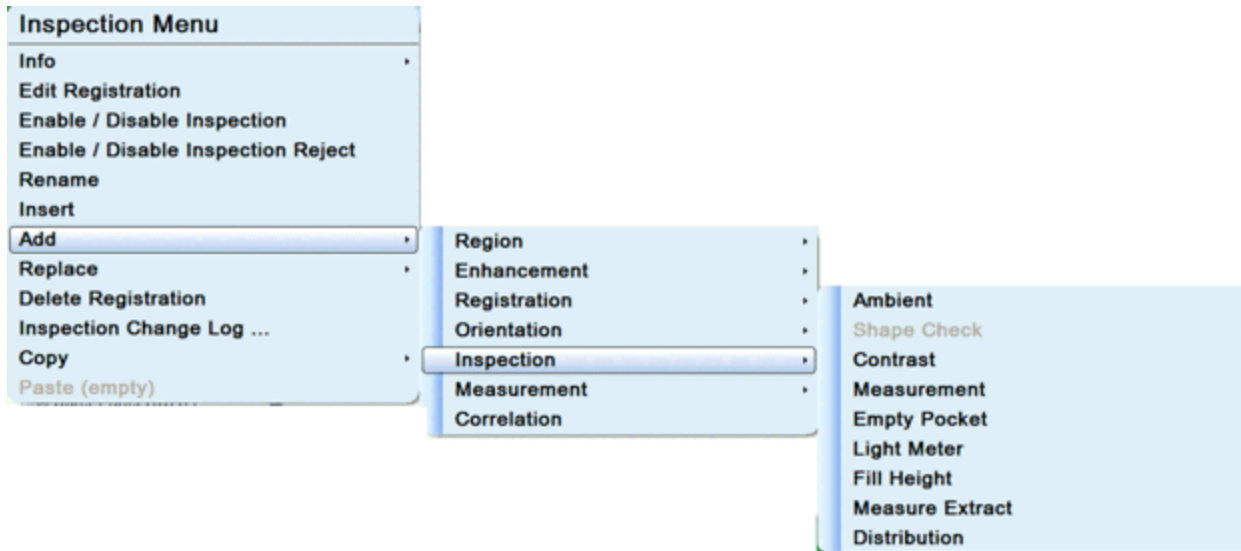 Inspection Menu
Info
Edit Registration
Enable / Disable Inspection
Enable / Disable Inspection Reject
Rename
Insert
Add
Replace
Delete Registration
Inspection Change Log ...
Copy
Paste (empty)
Region
Enhancement
Registration
Orientation
Inspection
Measurement
Correlation
Ambient
Shape Check
Contrast
Measurement
Empty Pocket
Light Meter
Fill Height
Measure Extract
Distribution